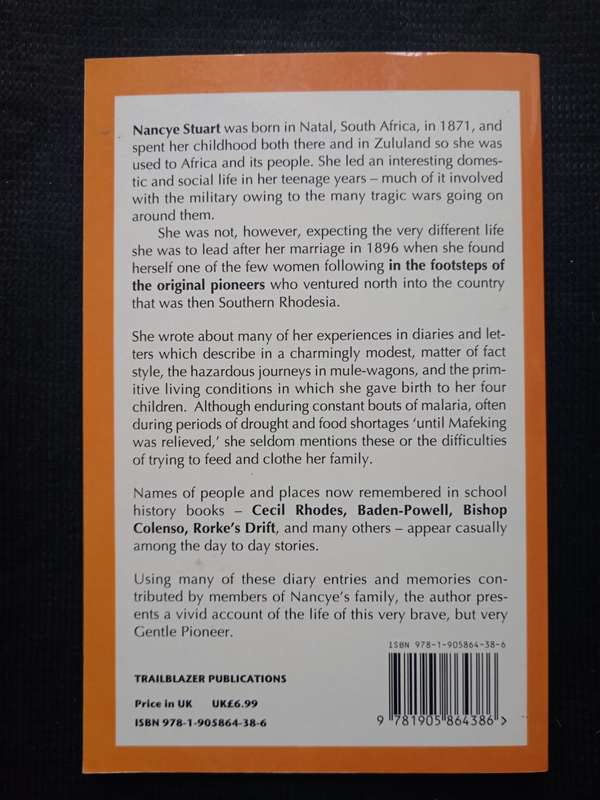 Nancye Stuart was born in Natal, South Africa, in 1871, and
spent her childhood both there and in Zululand so she was
used to Africa and its people. She led an interesting domes-
tic and social life in her teenage years – much of it involved
with the military owing to the many tragic wars going on
around them.
She was not, however, expecting the very different life
she was to lead after her marriage in 1896 when she found
herself one of the few women following in the footsteps of
the original pioneers who ventured north into the country
that was then Southern Rhodesia.
She wrote about many of her experiences in diaries and let-
ters which describe in a charmingly modest, matter of fact
style, the hazardous journeys in mule-wagons, and the prim-
itive living conditions in which she gave birth to her four
children. Although enduring constant bouts of malaria, often
during periods of drought and food shortages ‘until Mafeking
was relieved,’ she seldom mentions these or the difficulties
of trying to feed and clothe her family.
Names of people and places now remembered in school
history books – Cecil Rhodes, Baden-Powell, Bishop
Colenso, Rorke’s Drift, and many others – appear casually
among the day to day stories.
Using many of these diary entries and memories con-
tributed by members of Nancye’s family, the author pres-
ents a vivid account of the life of this very brave, but very
Gentle Pioneer.
ISBN 978-1-905864-38-6
TRAILBLAZER PUBLICATIONS
Price in UK UK£6.99
ISBN 978-1-905864-38-6
9 781905 864386 >